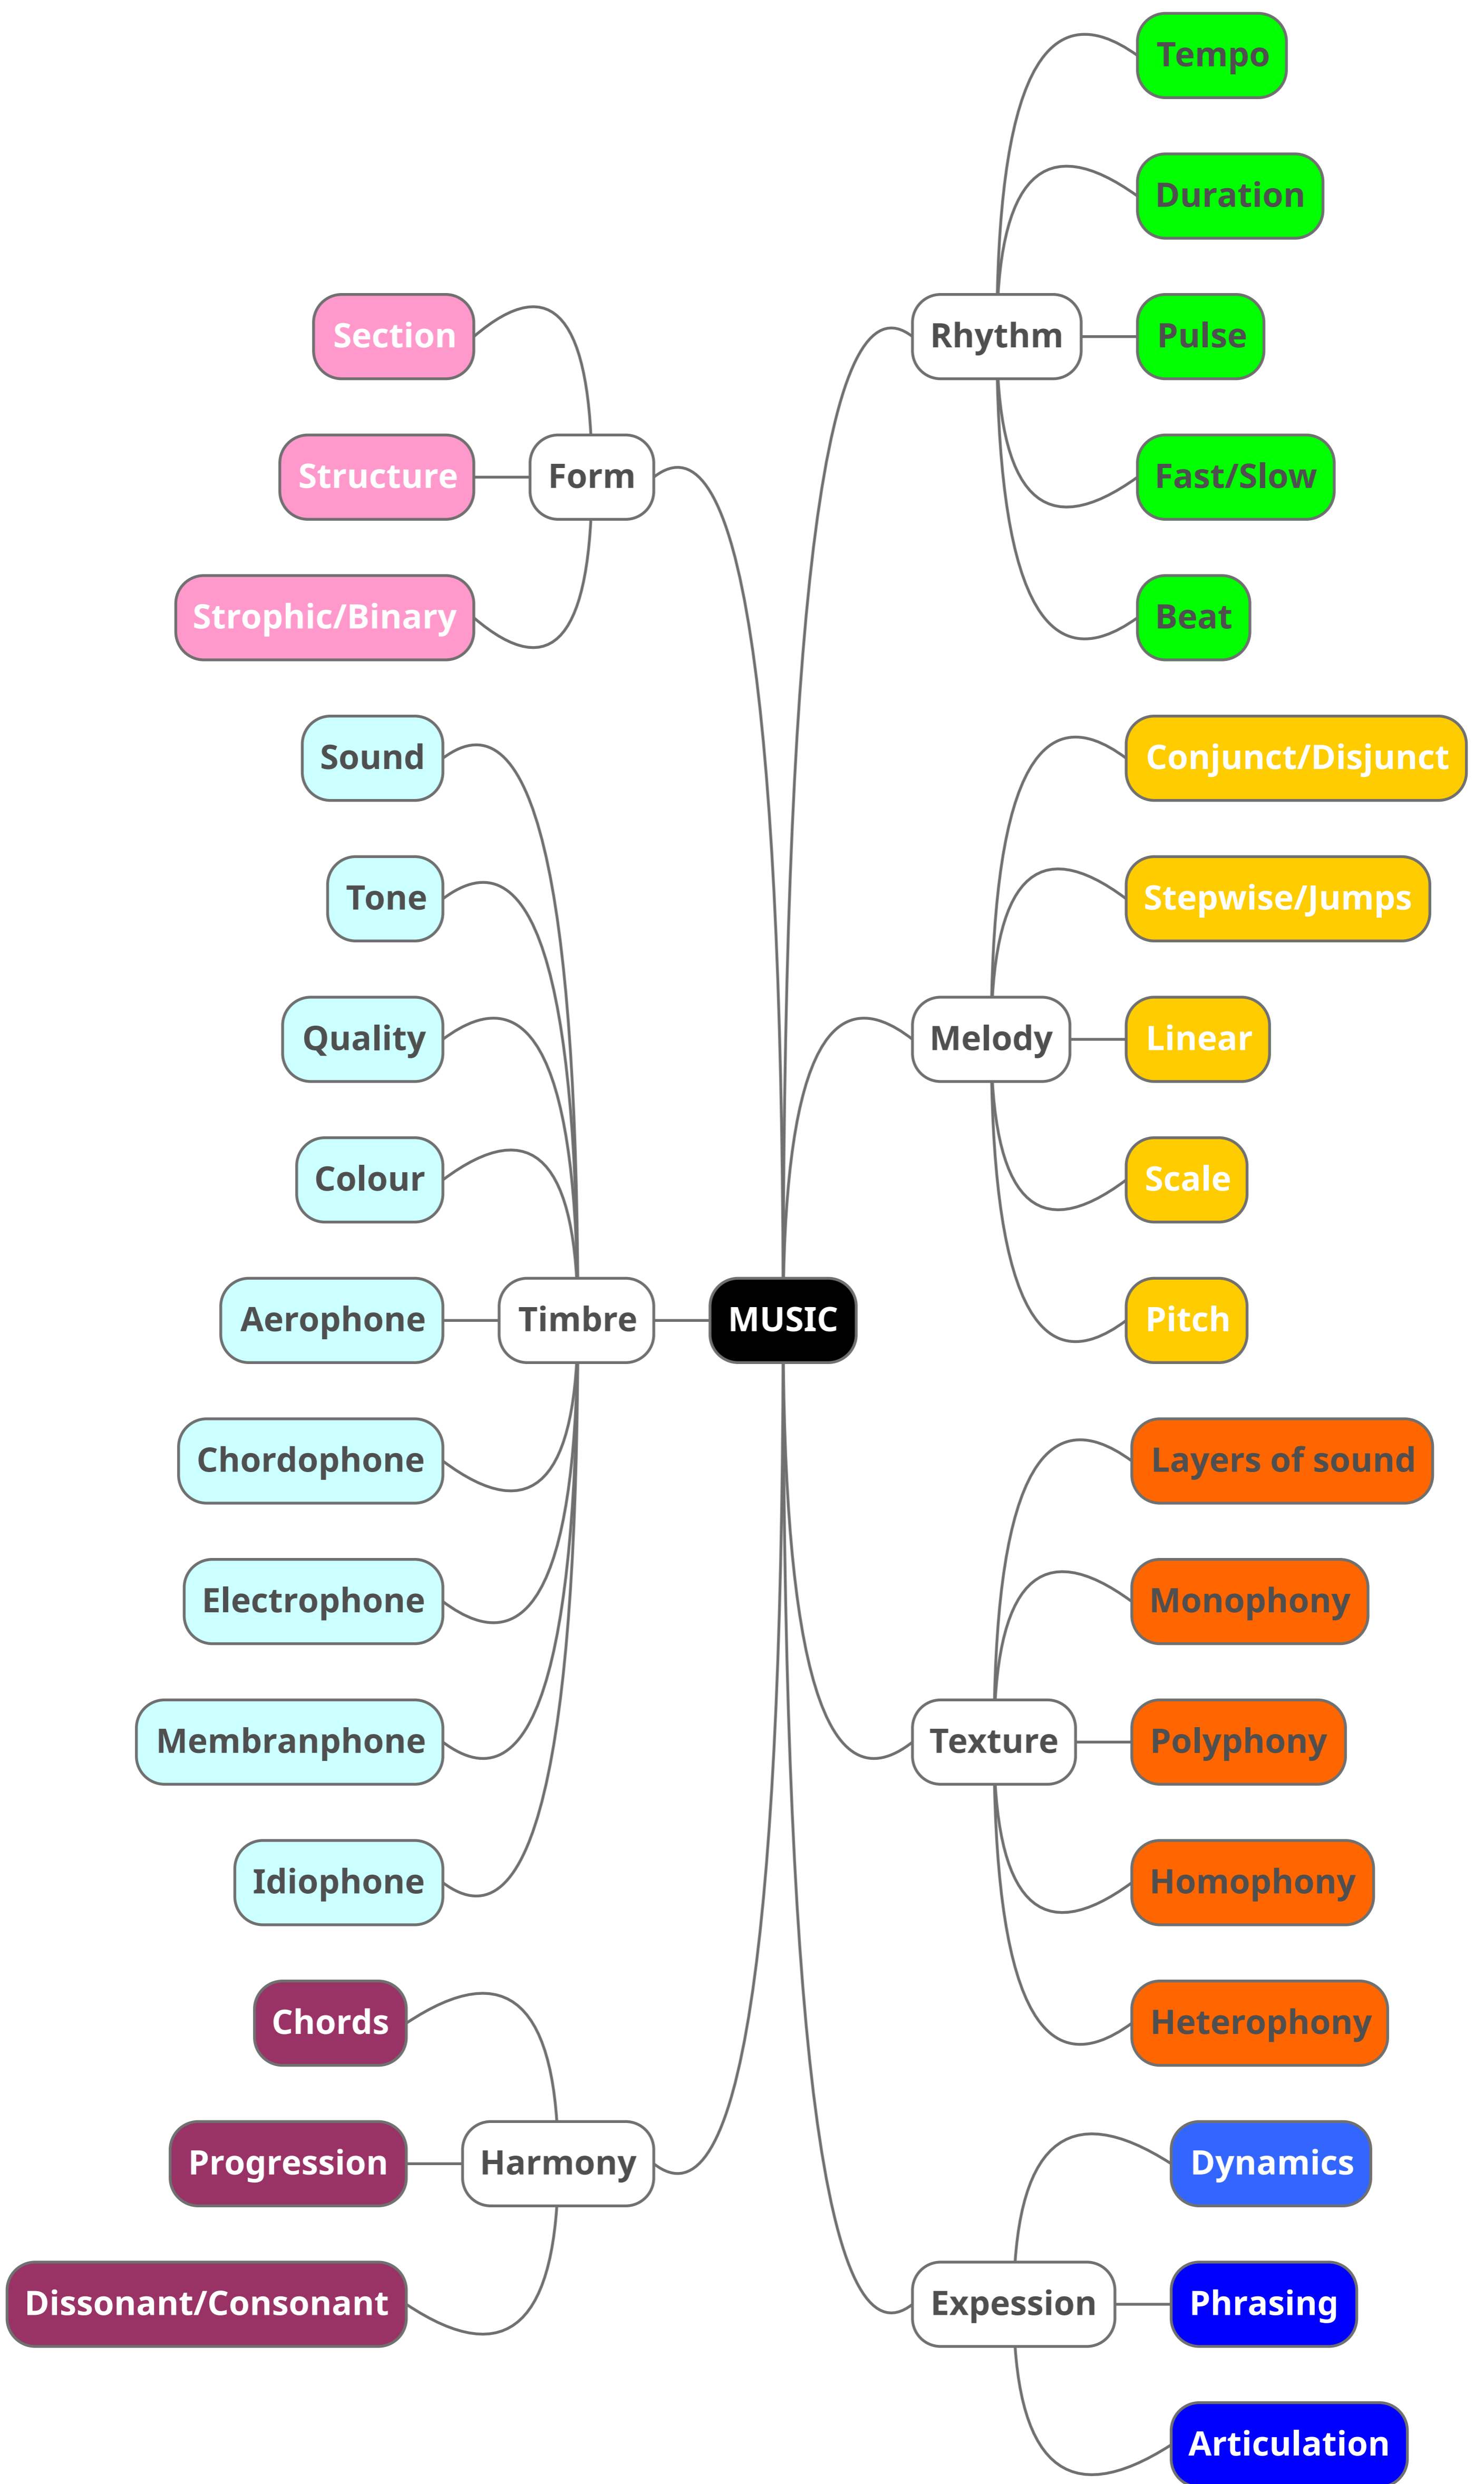 MUSIC
Rhythm
Tempo
Duration
Pulse
Fast/Slow
Beat
Melody
Conjunct/Disjunct
Stepwise/Jumps
Linear
Scale
Pitch
Texture
Layers of sound
Monophony
Polyphony
Homophony
Heterophony
Expession
Dynamics
Phrasing
Articulation
Form
Section
Structure
Strophic/Binary
Timbre
Sound
Tone
Quality
Colour
Aerophone
Chordophone
Electrophone
Membranphone
Idiophone
Harmony
Chords
Progression
Dissonant/Consonant